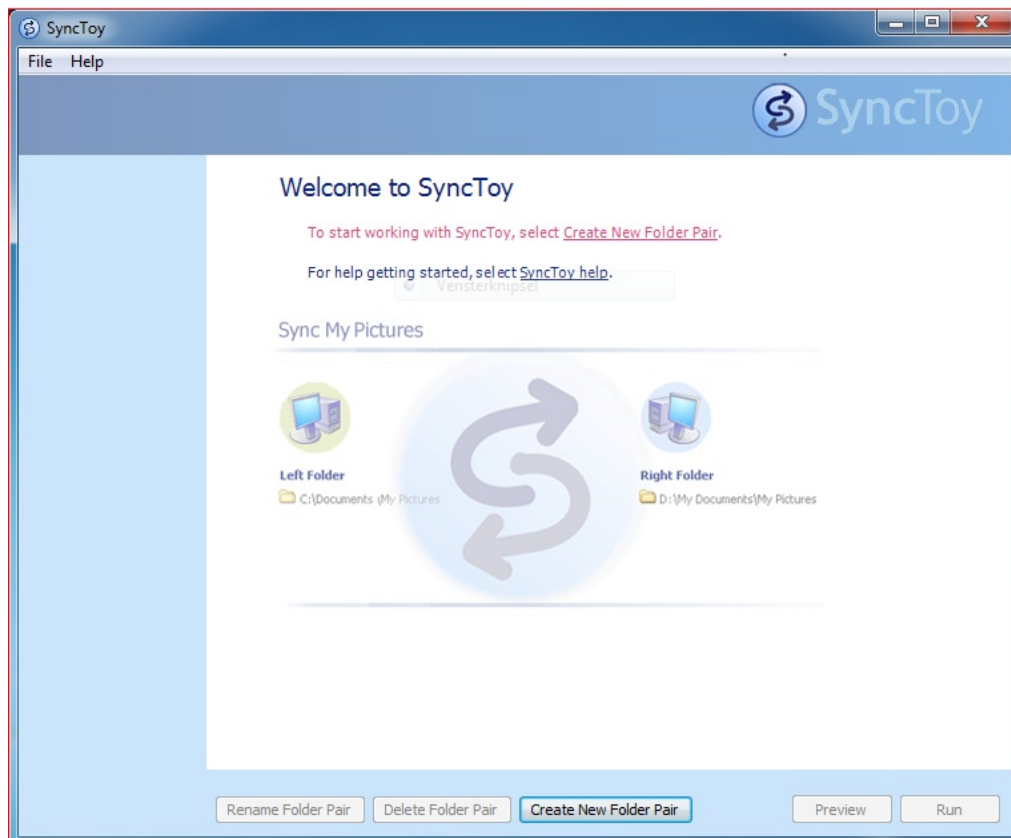 SyncToy
File Help
SyncToy
Welcome to SyncToy
To start working with SyncToy, select Create New Folder Pair.
For help getting started, select SyncToy help.
Vensterknipsel
Sync My Pictures
Left Folder
C:\Documents \My Pictures
Right Folder
D:\My Documents\My Pictures
Rename Folder Pair Delete Folder Pair Create New Folder Pair Preview Run